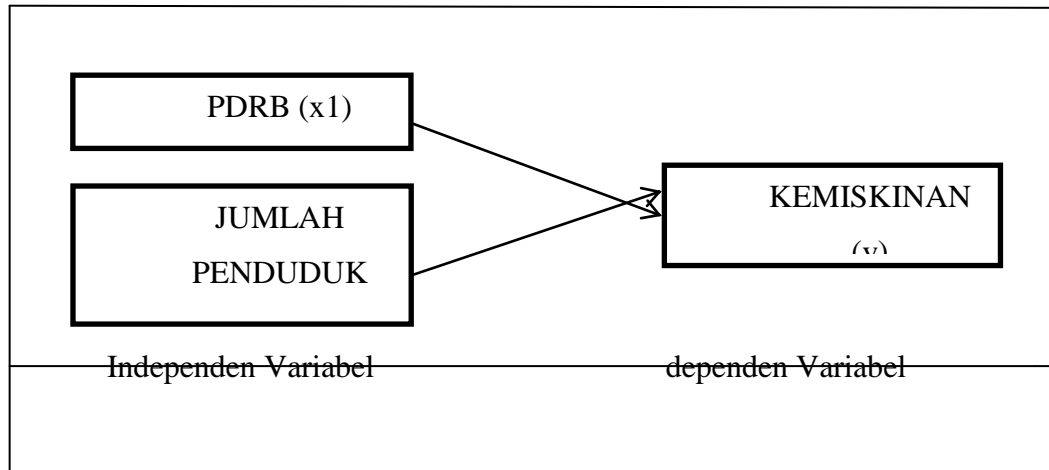 PDRB (x1)
JUMLAH
PENDUDUK
KEMISKINAN
(y)
Independen Variabel
dependen Variabel